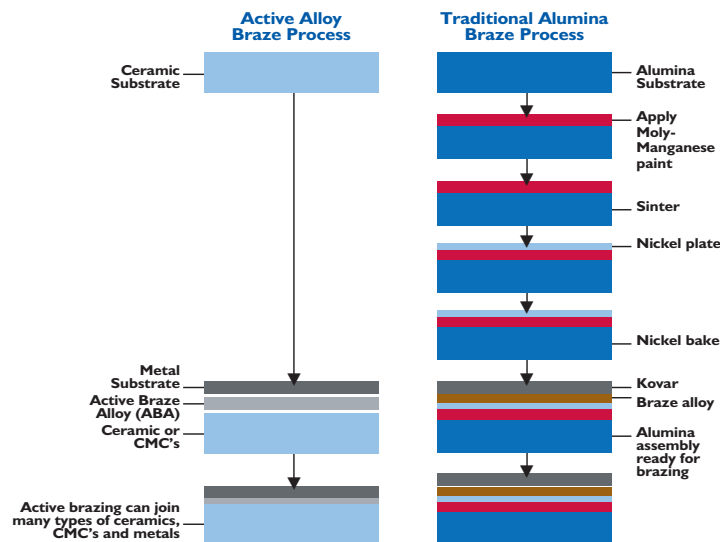 Active Alloy
Braze Process
Traditional Alumina
Braze Process
Ceramic
Substrate
Alumina
Substrate
Apply
Moly-
Manganese
paint
Sinter
Nickel plate
Nickel bake
Metal
Substrate
Active Braze
Alloy (ABA)
Ceramic or
CMC's
Kovar
Braze alloy
Alumina
assembly
ready for
brazing
Active brazing can join
many types of ceramics,
CMC's and metals